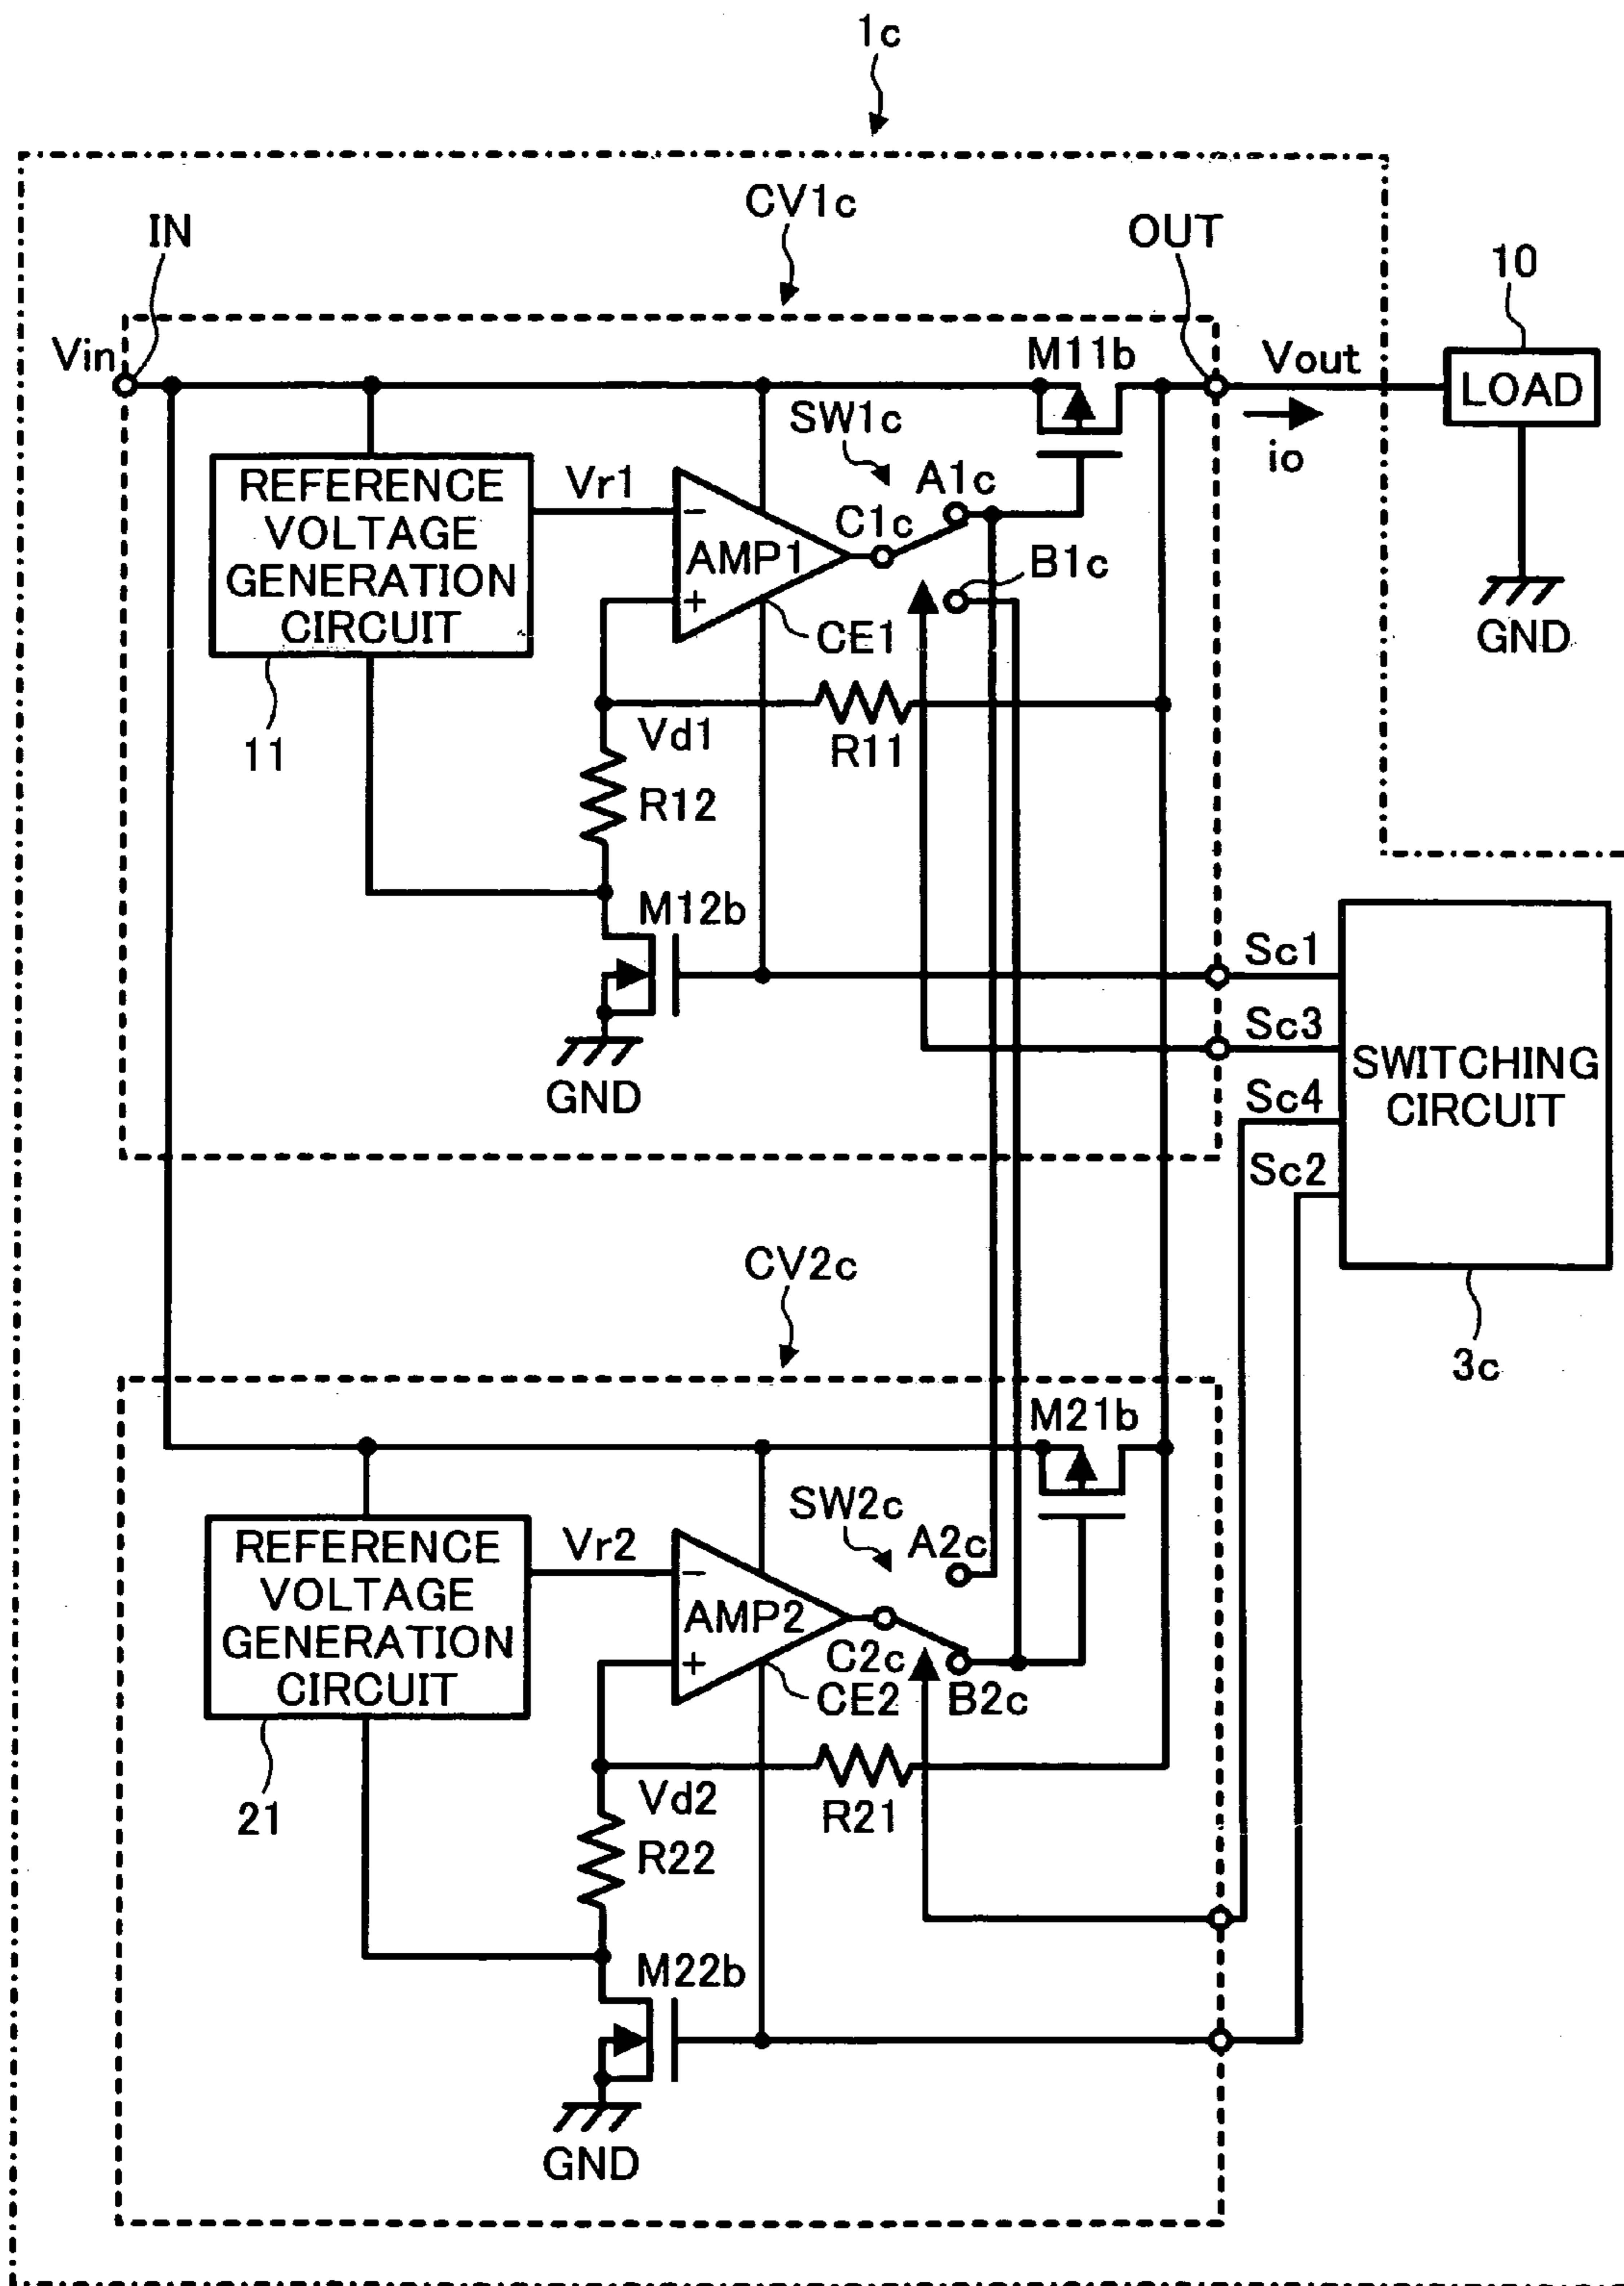 1c
CV1c
IN
OUT
10
Vin
M11b
Vout
LOAD
SW1c
io
REFERENCE
VOLTAGE
GENERATION
CIRCUIT
Vr1
A1c
C1c
−
AMP1
B1c
+
CE1
GND
11
Vd1
R11
R12
M12b
Sc1
Sc3
SWITCHING
CIRCUIT
GND
Sc4
Sc2
CV2c
3c
M21b
SW2c
REFERENCE
VOLTAGE
GENERATION
CIRCUIT
Vr2
A2c
−
AMP2
C2c
+
CE2
B2c
21
Vd2
R21
R22
M22b
GND